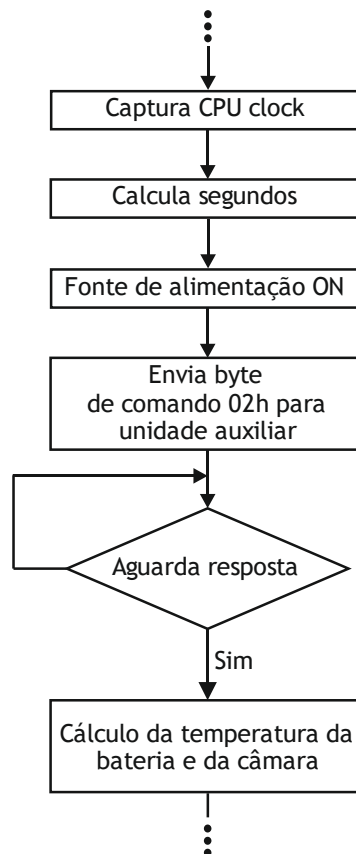 Captura CPU clock
Calcula segundos
Fonte de alimentação ON
Envia byte
de comando 02h para
unidade auxiliar
Aguarda resposta
Sim
Cálculo da temperatura da
bateria e da câmara